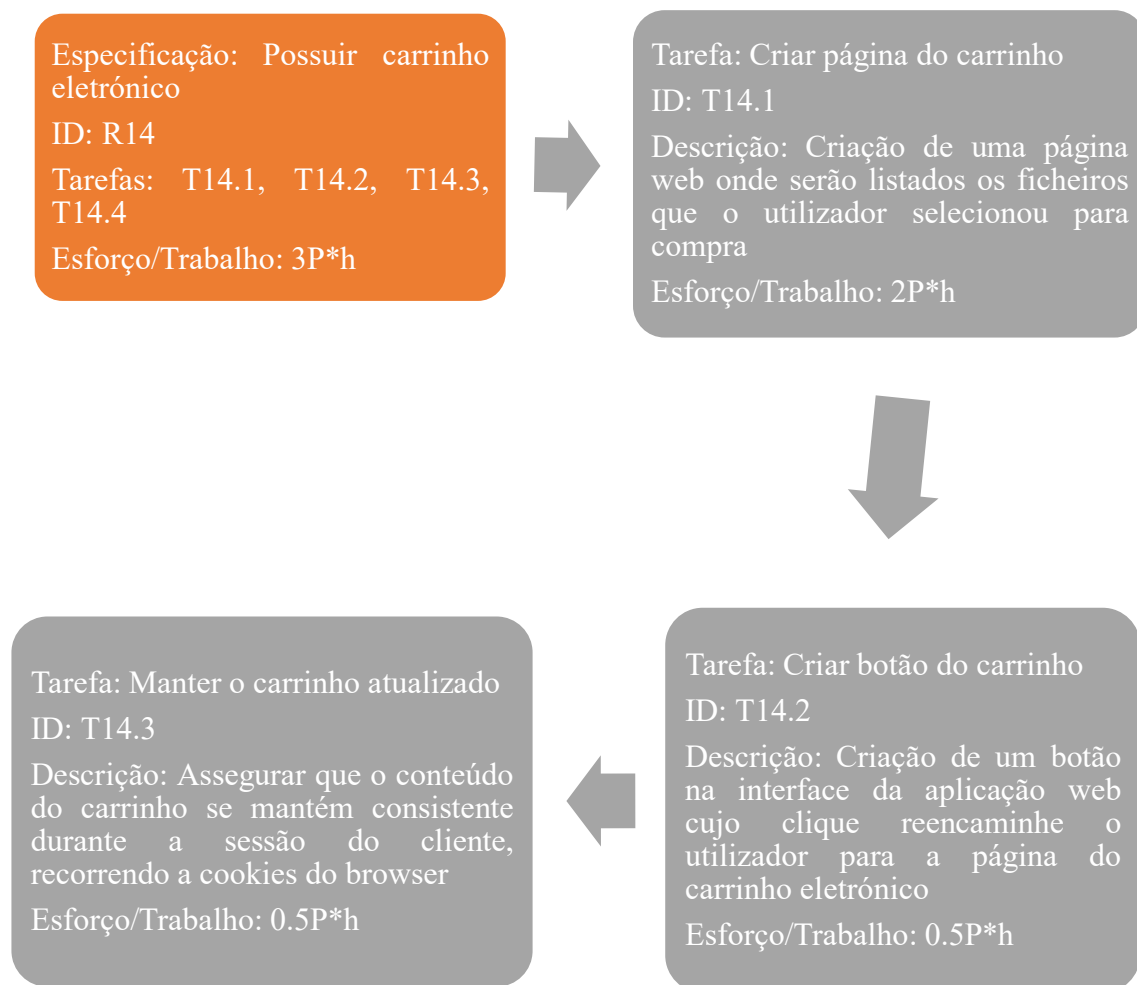 Especificação: Possuir carrinho
eletrónico
ID: R14
Tarefas: T14.1, T14.2, T14.3,
T14.4
Esforço/Trabalho: 3P*h
Tarefa: Criar página do carrinho
ID: T14.1
Descrição: Criação de uma página
web onde serão listados os ficheiros
que o utilizador selecionou para
compra
Esforço/Trabalho: 2P*h
Tarefa: Criar botão do carrinho
ID: T14.2
Descrição: Criação de um botão
na interface da aplicação web
cujo clique reencaminhe o
utilizador para a página do
carrinho eletrónico
Esforço/Trabalho: 0.5P*h
Tarefa: Manter o carrinho atualizado
ID: T14.3
Descrição: Assegurar que o conteúdo
do carrinho se mantém consistente
durante a sessão do cliente,
recorrendo a cookies do browser
Esforço/Trabalho: 0.5P*h